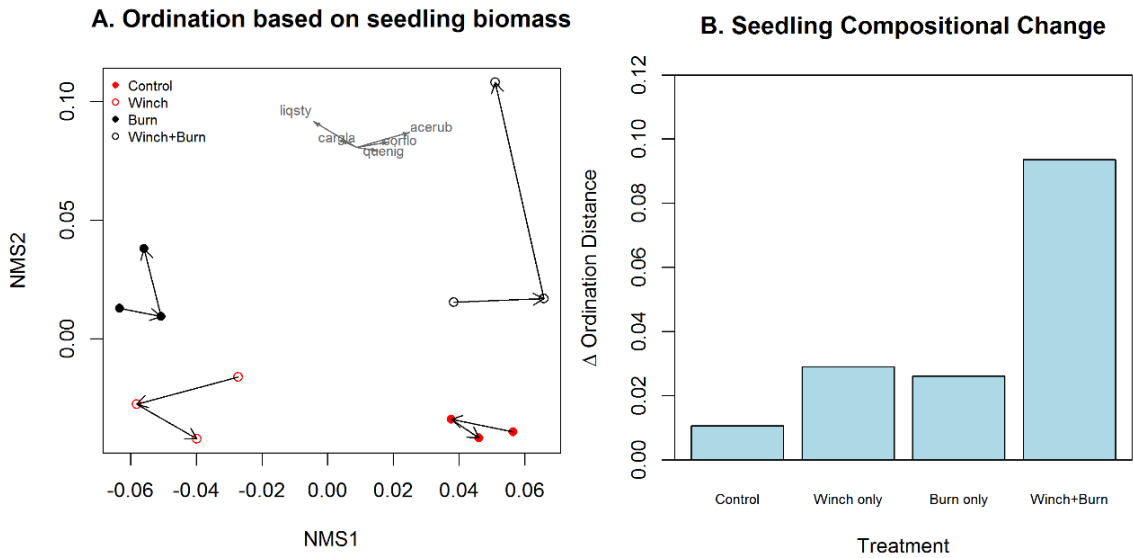 A. Ordination based on seedling biomass
Control
Winch
Burn
Winch+Burn
liqsty
cargla
acerub
corflo
quenig
NMS2
0.10
0.05
0.00
-0.06 -0.04 -0.02 0.00 0.02 0.04 0.06
NMS1
B. Seedling Compositional Change
Δ Ordination Distance
0.12
0.10
0.08
0.06
0.04
0.02
0.00
Control Winch only Burn only Winch+Burn
Treatment